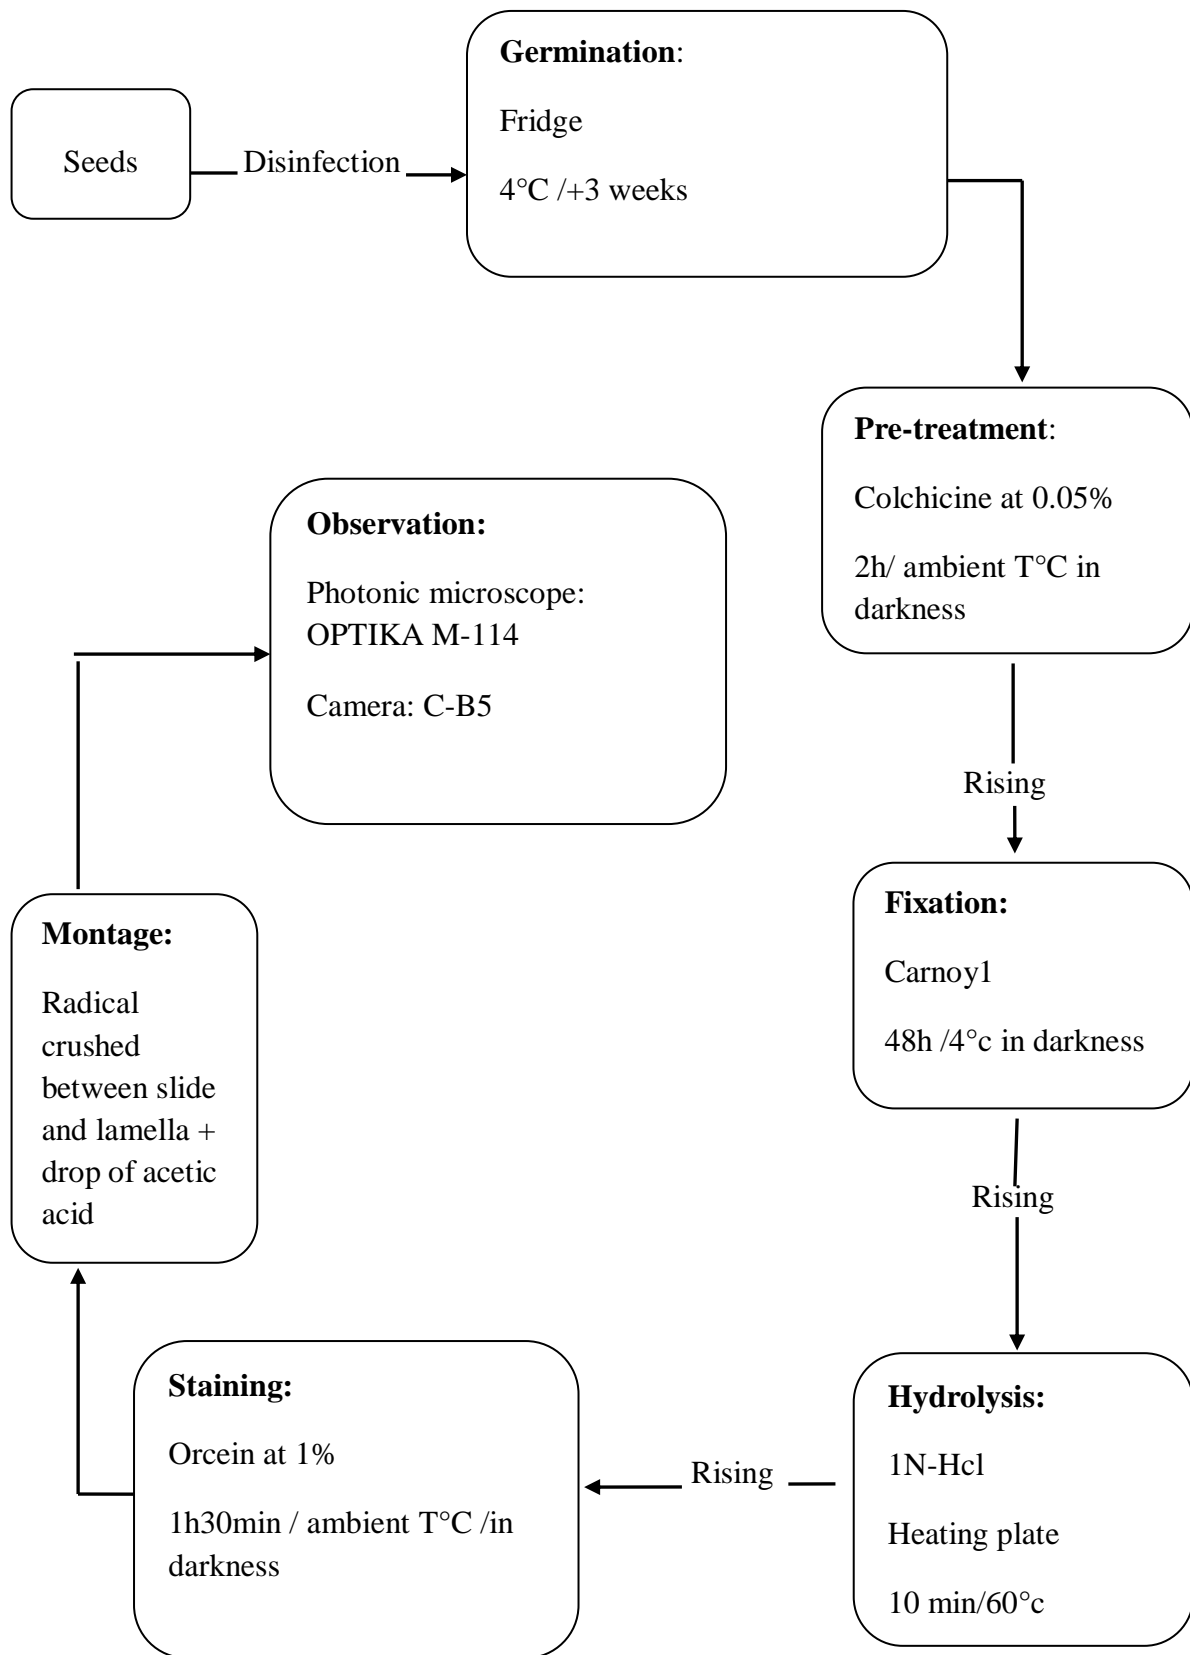 Seeds
Disinfection
Germination:
Fridge
4°C /+3 weeks
Pre-treatment:
Colchicine at 0.05%
2h/ ambient T°C in
darkness
Rising
Fixation:
Carnoy1
48h /4°c in darkness
Rising
Hydrolysis:
1N-Hcl
Heating plate
10 min/60°c
Rising
Staining:
Orcein at 1%
1h30min / ambient T°C /in
darkness
Montage:
Radical
crushed
between slide
and lamella +
drop of acetic
acid
Observation:
Photonic microscope:
OPTIKA M-114
Camera: C-B5